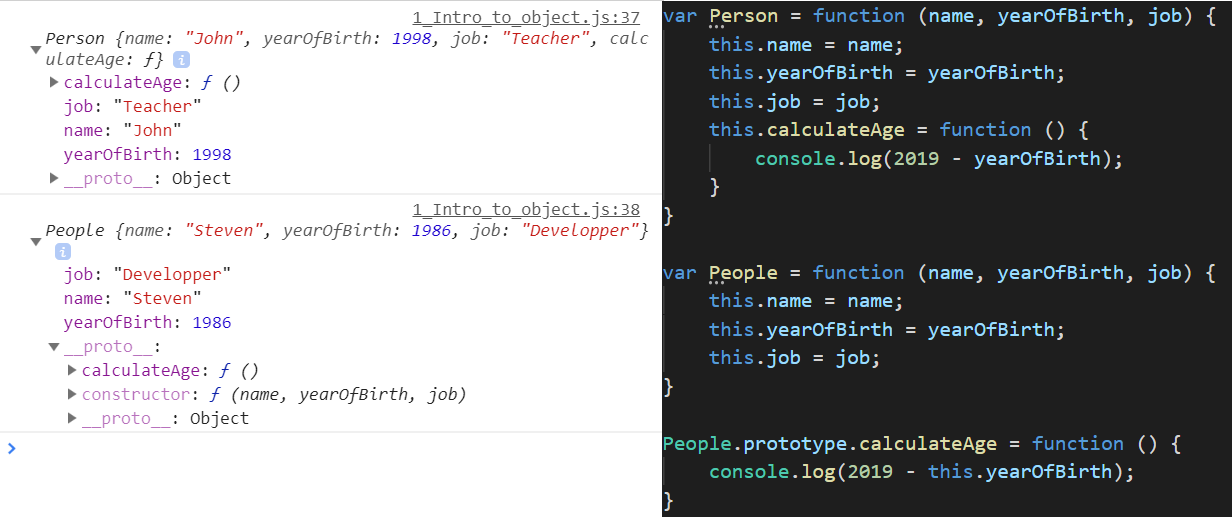 1_Intro_to_object.js:37
Person {name: "John", yearOfBirth: 1998, job: "Teacher", calc
ulateAge: ƒ} i
calculateAge: ƒ ()
job: "Teacher"
name: "John"
yearOfBirth: 1998
__proto__: Object
1_Intro_to_object.js:38
People {name: "Steven", yearOfBirth: 1986, job: "Developper"}
i
job: "Developper"
name: "Steven"
yearOfBirth: 1986
__proto__:
calculateAge: ƒ ()
constructor: ƒ (name, yearOfBirth, job)
__proto__: Object
>
var Person = function (name, yearOfBirth, job) {
    this.name = name;
    this.yearOfBirth = yearOfBirth;
    this.job = job;
    this.calculateAge = function () {
        console.log(2019 - yearOfBirth);
    }
}
var People = function (name, yearOfBirth, job) {
    this.name = name;
    this.yearOfBirth = yearOfBirth;
    this.job = job;
}
People.prototype.calculateAge = function () {
    console.log(2019 - this.yearOfBirth);
}